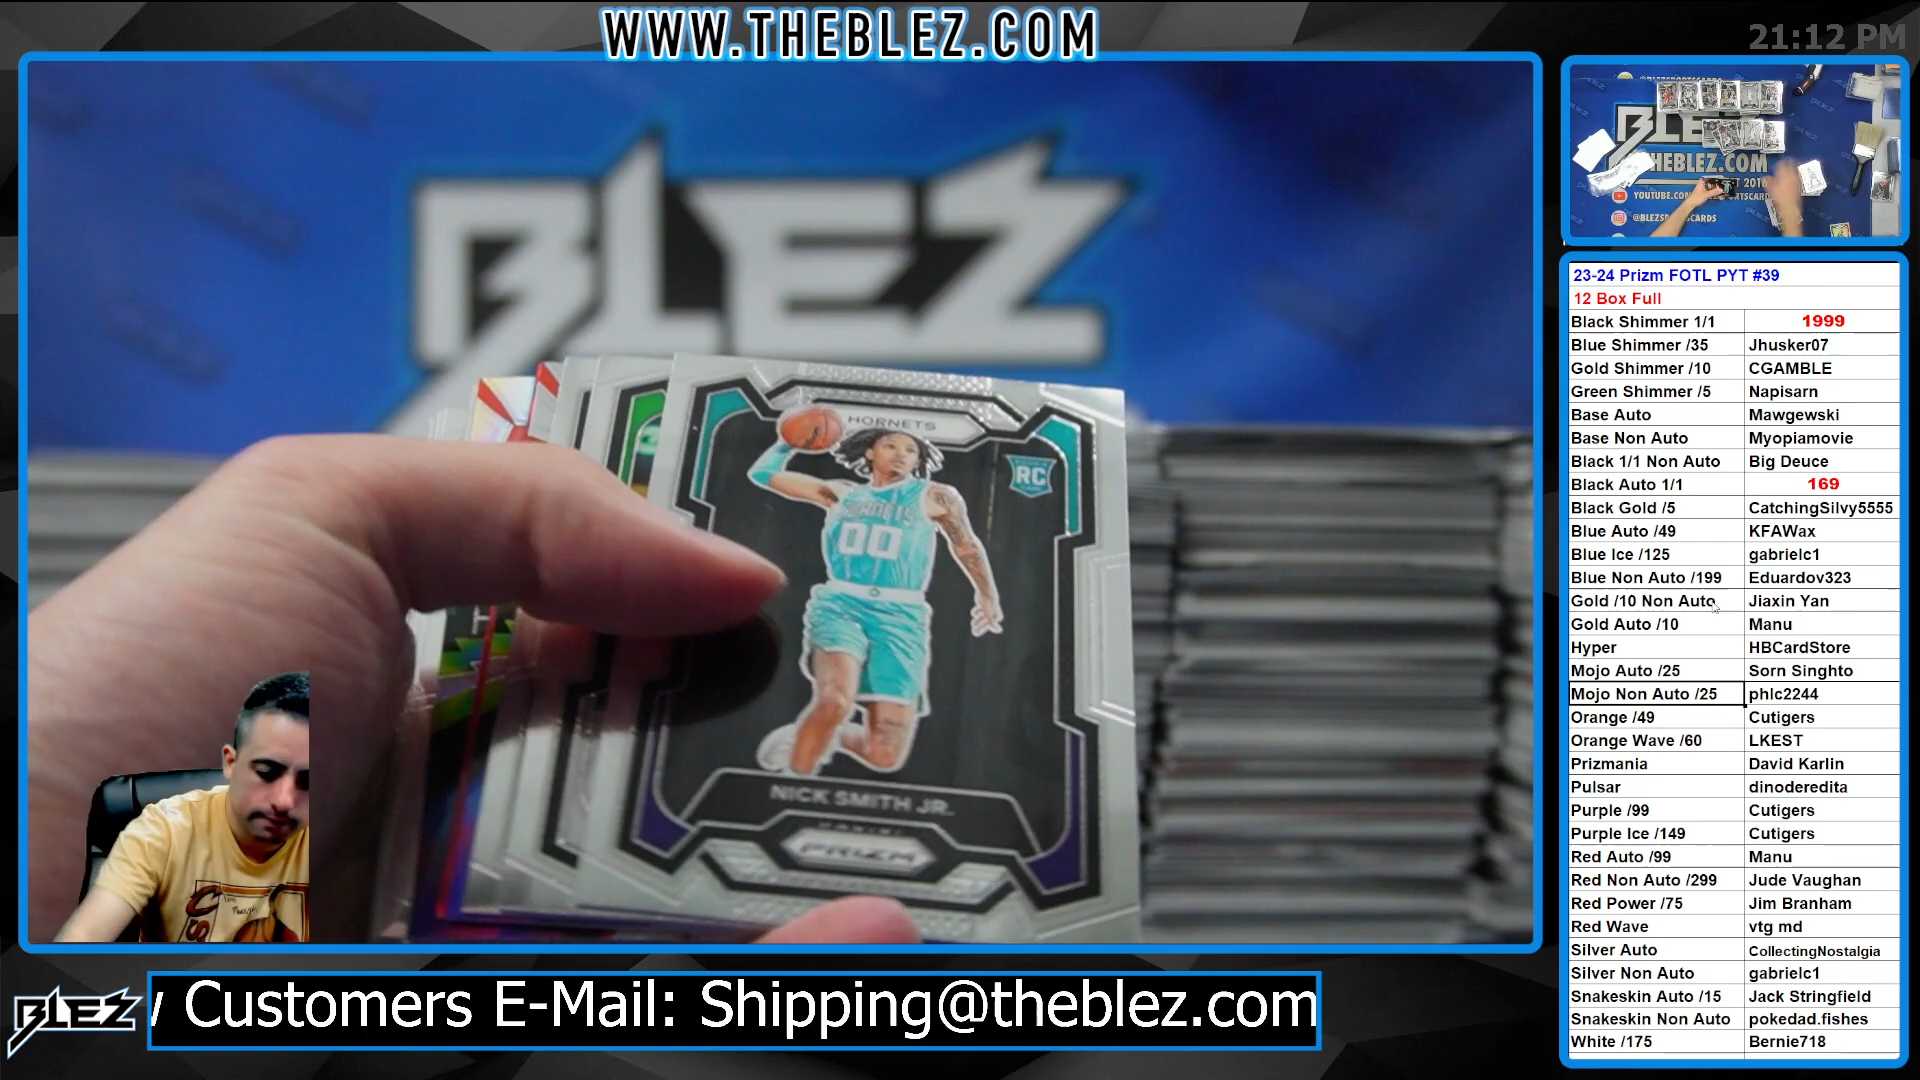 WWW.THEBLEZ.COM
21:12 PM
BLEZ
HORNETS
RC
HORNETS
00
NICK SMITH JR.
PANINI
PRIZM
BLEZ
THEBLEZ.COM
@BLEZSPORTSCARDS
23-24 Prizm FOTL PYT #39
12 Box Full
Black Shimmer 1/1 1999
Blue Shimmer /35 Jhusker07
Gold Shimmer /10 CGAMBLE
Green Shimmer /5 Napisarn
Base Auto Mawgewski
Base Non Auto Myopiamovie
Black 1/1 Non Auto Big Deuce
Black Auto 1/1 169
Black Gold /5 CatchingSilvy5555
Blue Auto /49 KFAWax
Blue Ice /125 gabrielc1
Blue Non Auto /199 Eduardov323
Gold /10 Non Auto Jiaxin Yan
Gold Auto /10 Manu
Hyper HBCardStore
Mojo Auto /25 Sorn Singhto
Mojo Non Auto /25 phlc2244
Orange /49 Cutigers
Orange Wave /60 LKEST
Prizmania David Karlin
Pulsar dinoderedita
Purple /99 Cutigers
Purple Ice /149 Cutigers
Red Auto /99 Manu
Red Non Auto /299 Jude Vaughan
Red Power /75 Jim Branham
Red Wave vtg md
Silver Auto CollectingNostalgia
Silver Non Auto gabrielc1
Snakeskin Auto /15 Jack Stringfield
Snakeskin Non Auto pokedad.fishes
White /175 Bernie718
BLEZ
Customers E-Mail: Shipping@theblez.com